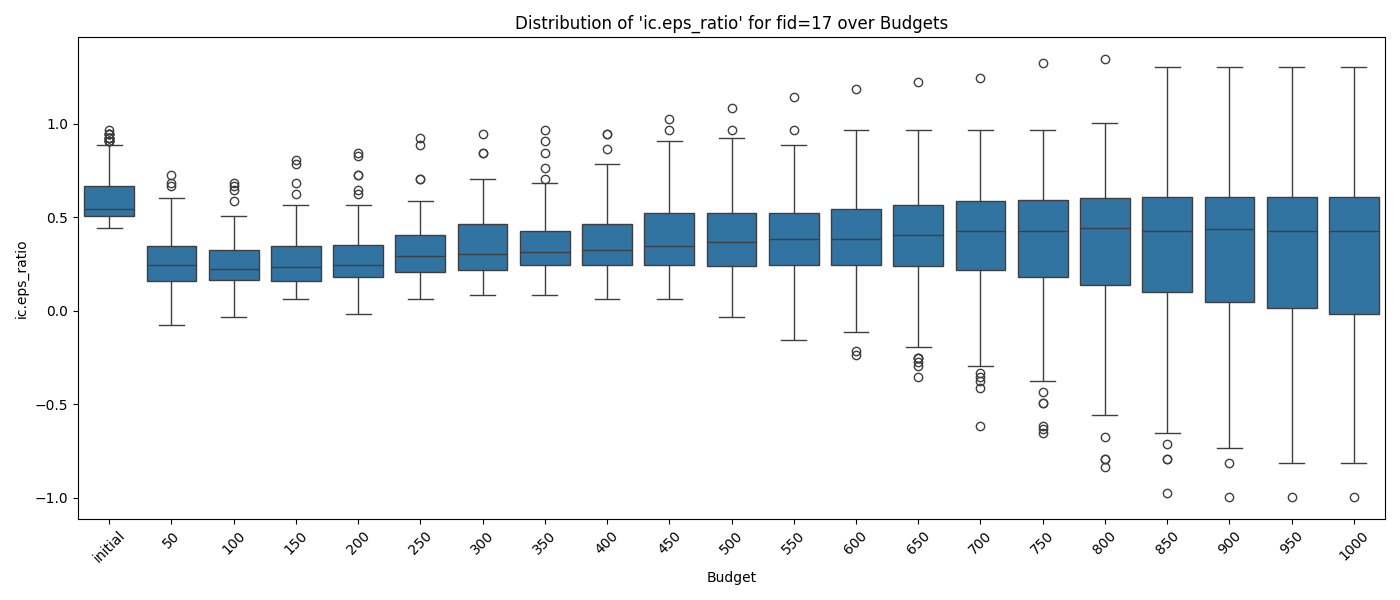 Distribution of 'ic.eps_ratio' for fid=17 over Budgets
ic.eps_ratio
1.0
0.5
0.0
−0.5
−1.0
initial 50 100 150 200 250 300 350 400 450 500 550 600 650 700 750 800 850 900 950 1000
Budget